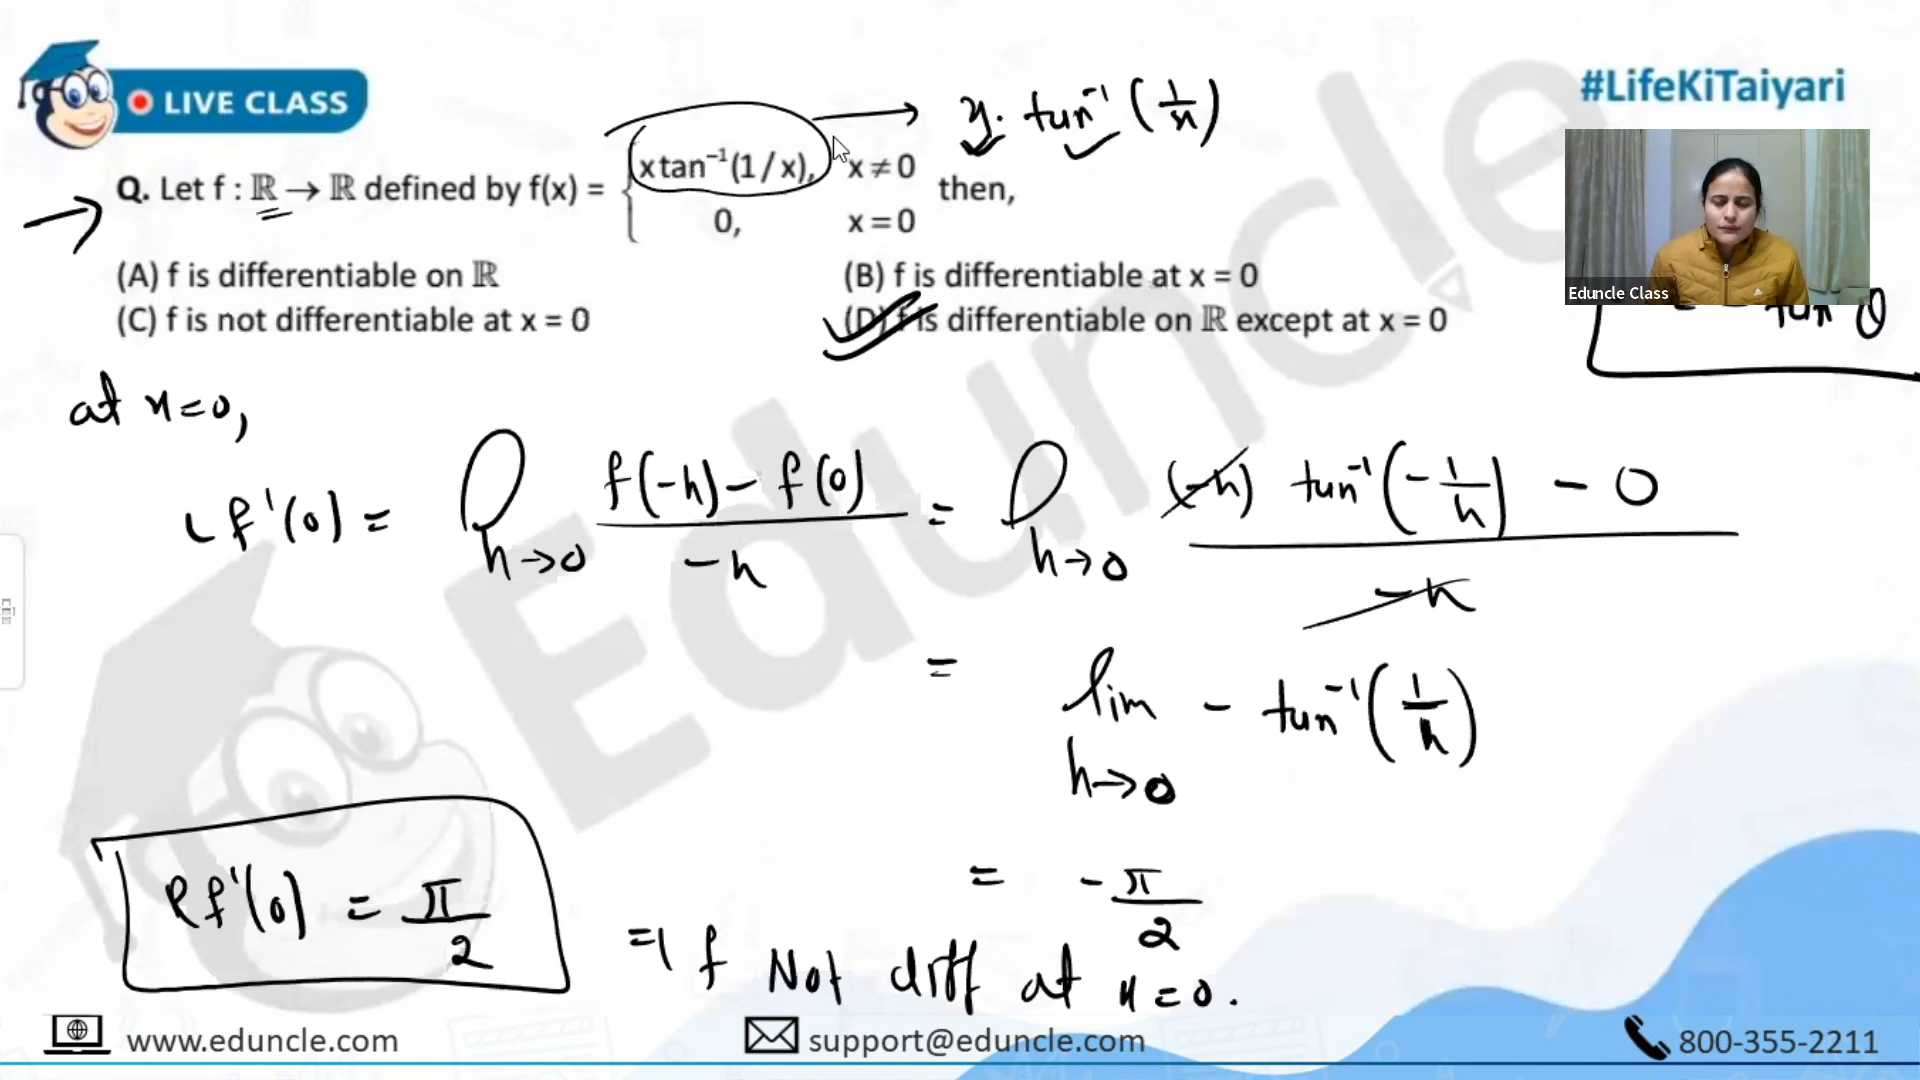 LIVE CLASS
#LifeKiTaiyari
x. tan⁻¹ (1/x)
Q. Let f : ℝ → ℝ defined by f(x) = { x tan⁻¹(1/x), x ≠ 0
0, x = 0 then,
(A) f is differentiable on ℝ
(B) f is differentiable at x = 0
(C) f is not differentiable at x = 0
(D) f is differentiable on ℝ except at x = 0
Eduncle Class
tan θ
at x=0,
Lf'(0) = l h→0 (f(-h) - f(0))/(-h) = l h→0 ((-h) tan⁻¹(-1/h) - 0)/(-h)
= lim h→0 - tan⁻¹(1/h)
= -π/2
Rf'(0) = π/2
⇒ f Not diff at x=0.
Eduncle
www.eduncle.com
support@eduncle.com
800-355-2211